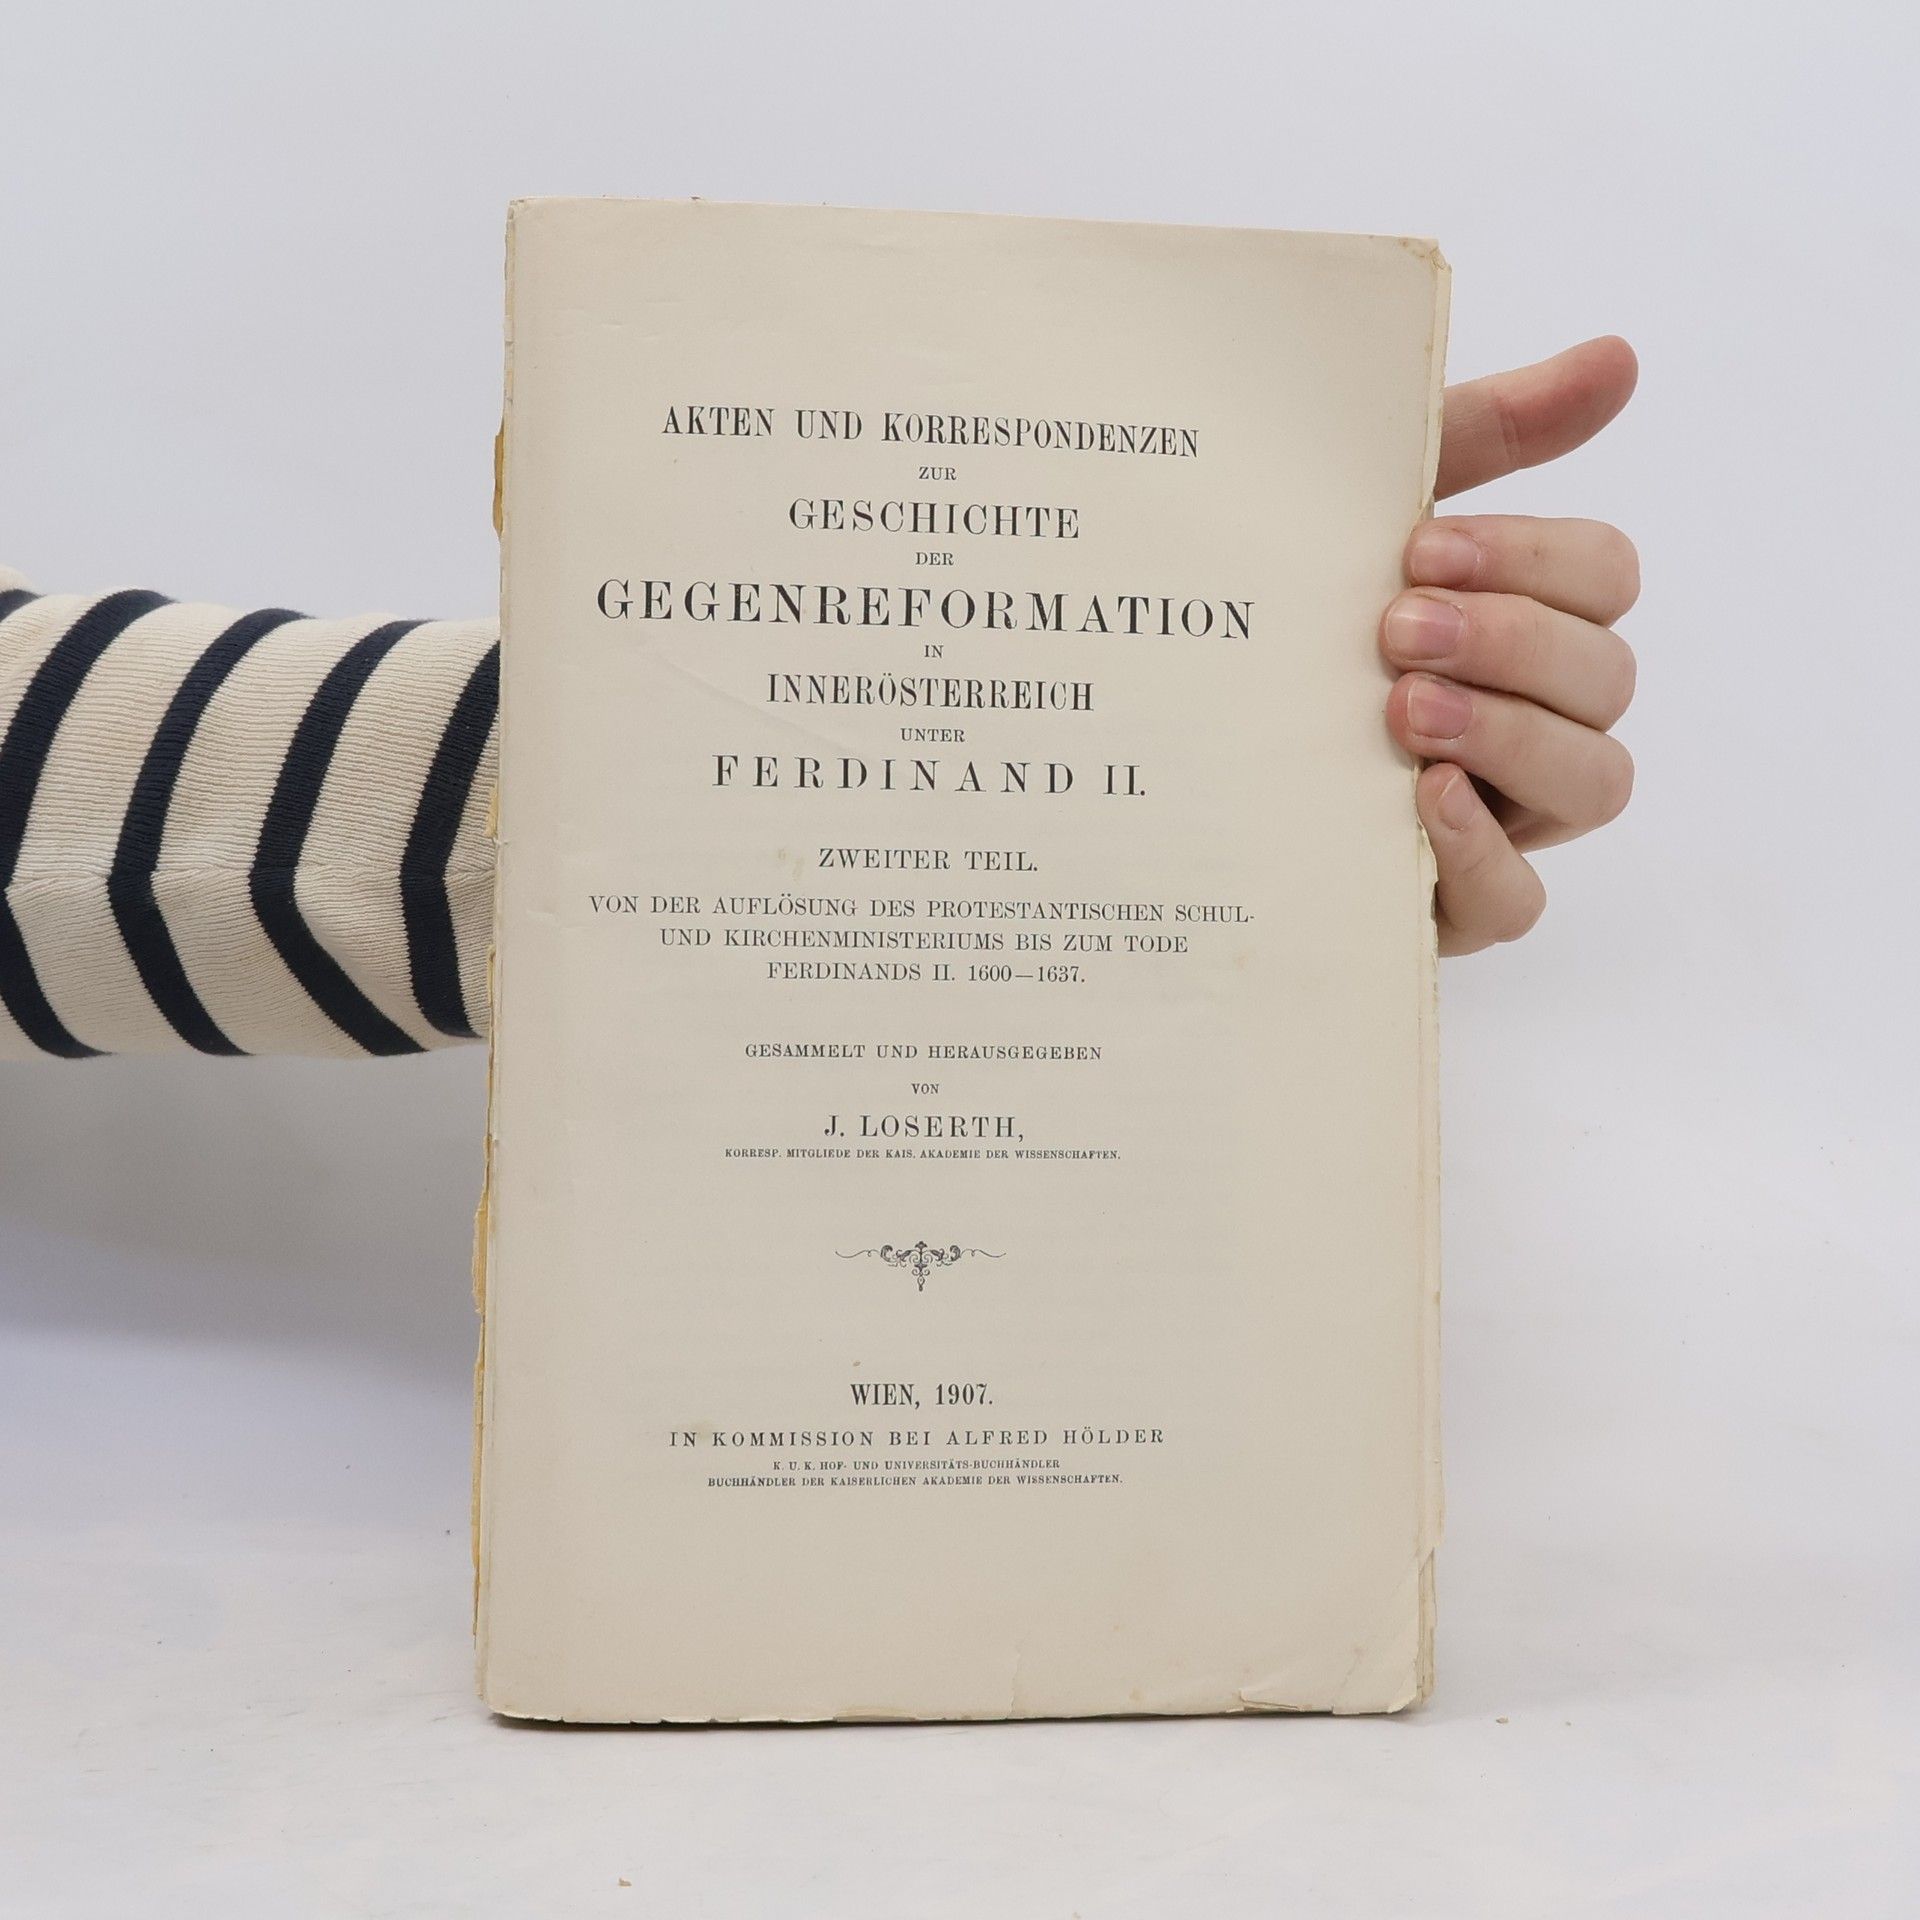 AKTEN UND KORRESPONDENZEN
ZUR
GESCHICHTE
DER
GEGENREFORMATION
IN
INNERÖSTERREICH
UNTER
FERDINAND II.
ZWEITER TEIL.
VON DER AUFLÖSUNG DES PROTESTANTISCHEN SCHUL-
UND KIRCHENMINISTERIUMS BIS ZUM TODE
FERDINANDS II. 1600–1637.
GESAMMELT UND HERAUSGEGEBEN
VON
J. LOSERTH,
KORRESP. MITGLIEDE DER KAIS. AKADEMIE DER WISSENSCHAFTEN.
WIEN, 1907.
IN KOMMISSION BEI ALFRED HÖLDER
K. U. K. HOF- UND UNIVERSITÄTS-BUCHHÄNDLER
BUCHHÄNDLER DER KAISERLICHEN AKADEMIE DER WISSENSCHAFTEN.